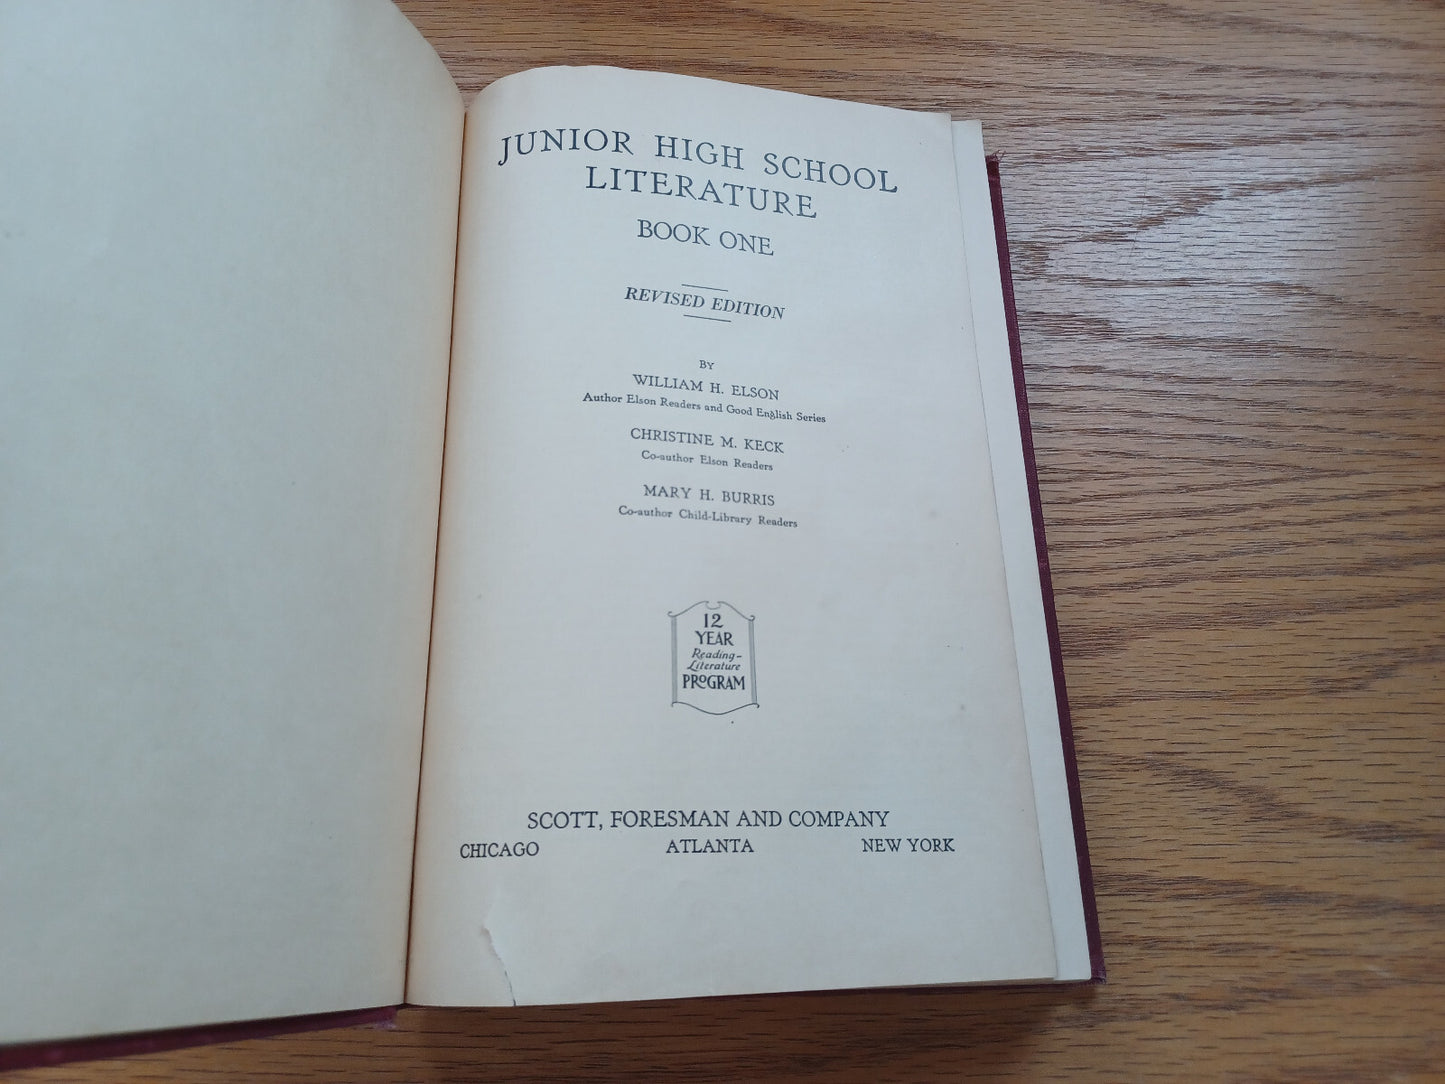 JUNIOR HIGH SCHOOL
LITERATURE
BOOK ONE
REVISED EDITION
BY
WILLIAM H. ELSON
Author Elson Readers and Good English Series
CHRISTINE M. KECK
Co-author Elson Readers
MARY H. BURRIS
Co-author Child-Library Readers
12
YEAR
Reading-
Literature
PROGRAM
SCOTT, FORESMAN AND COMPANY
CHICAGO ATLANTA NEW YORK